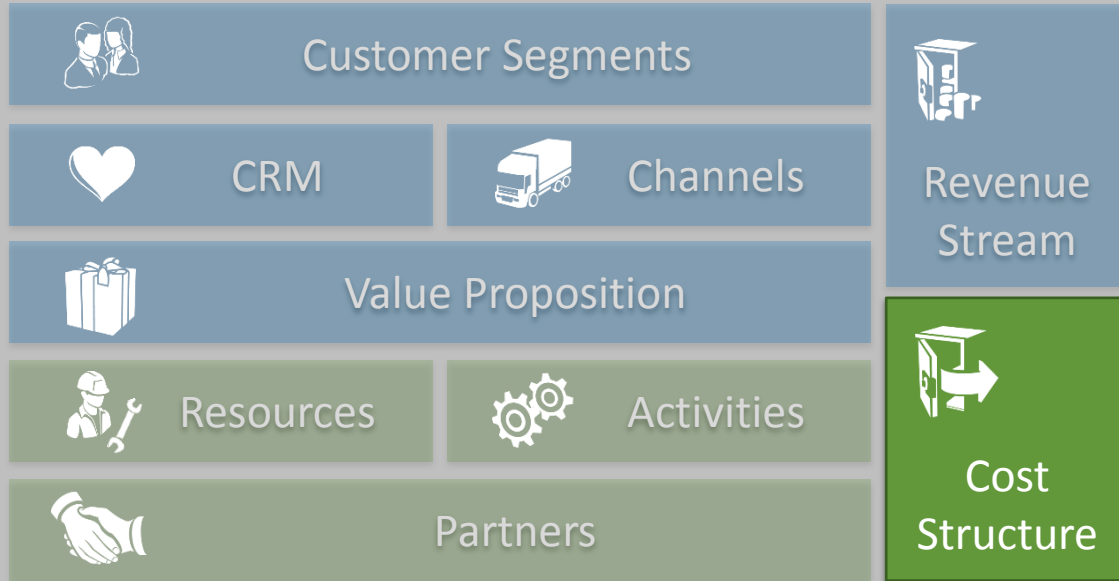 Customer Segments
CRM
Channels
Revenue
Stream
Value Proposition
Resources
Activities
Cost
Structure
Partners